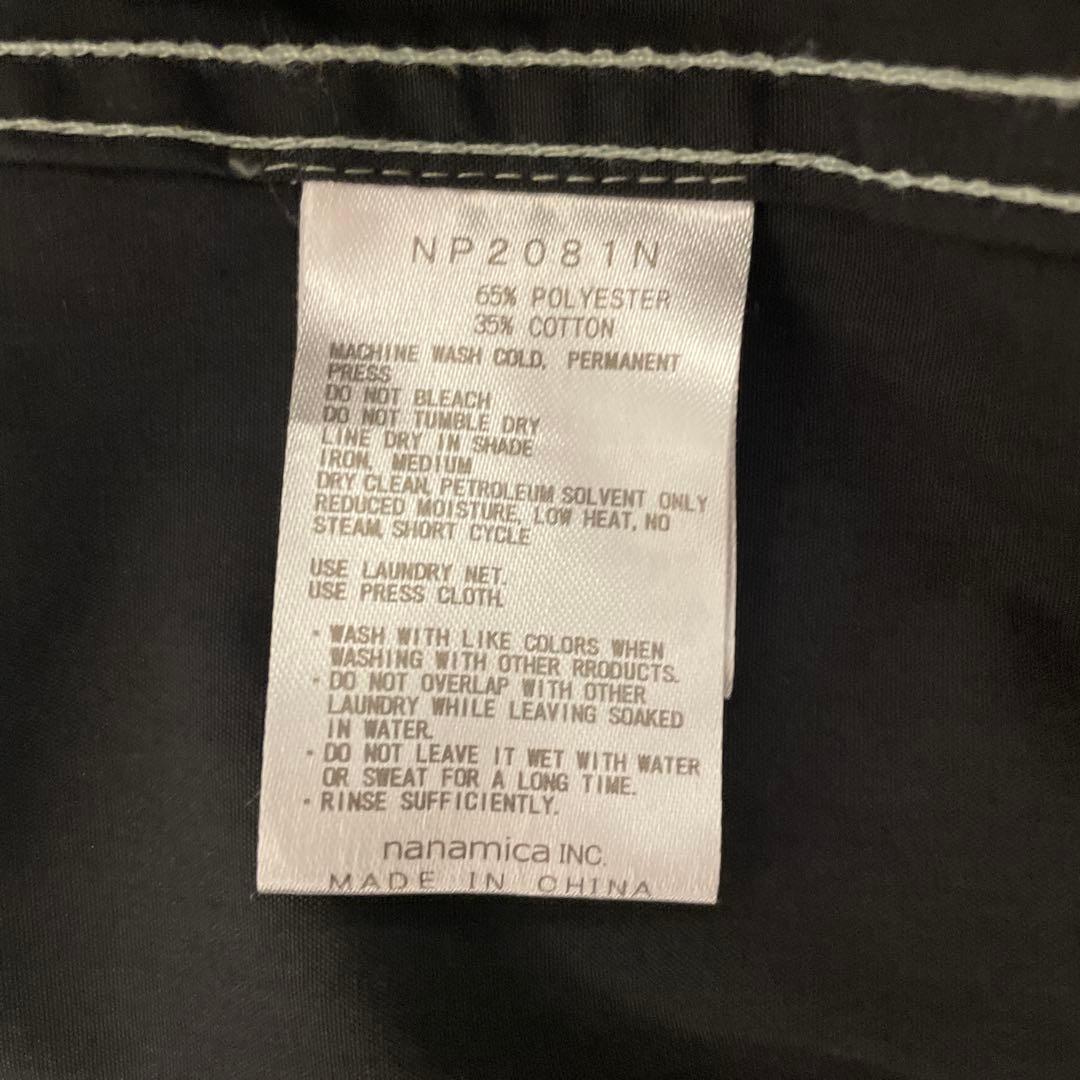 NP2081N
65% POLYESTER
35% COTTON
MACHINE WASH COLD, PERMANENT
PRESS
DO NOT BLEACH
DO NOT TUMBLE DRY
LINE DRY IN SHADE
IRON, MEDIUM
DRY CLEAN, PETROLEUM SOLVENT ONLY
REDUCED MOISTURE, LOW HEAT, NO
STEAM, SHORT CYCLE
USE LAUNDRY NET.
USE PRESS CLOTH.
・WASH WITH LIKE COLORS WHEN
WASHING WITH OTHER RRODUCTS.
・DO NOT OVERLAP WITH OTHER
LAUNDRY WHILE LEAVING SOAKED
IN WATER.
・DO NOT LEAVE IT WET WITH WATER
OR SWEAT FOR A LONG TIME.
・RINSE SUFFICIENTLY.
nanamica INC.
MADE IN CHINA